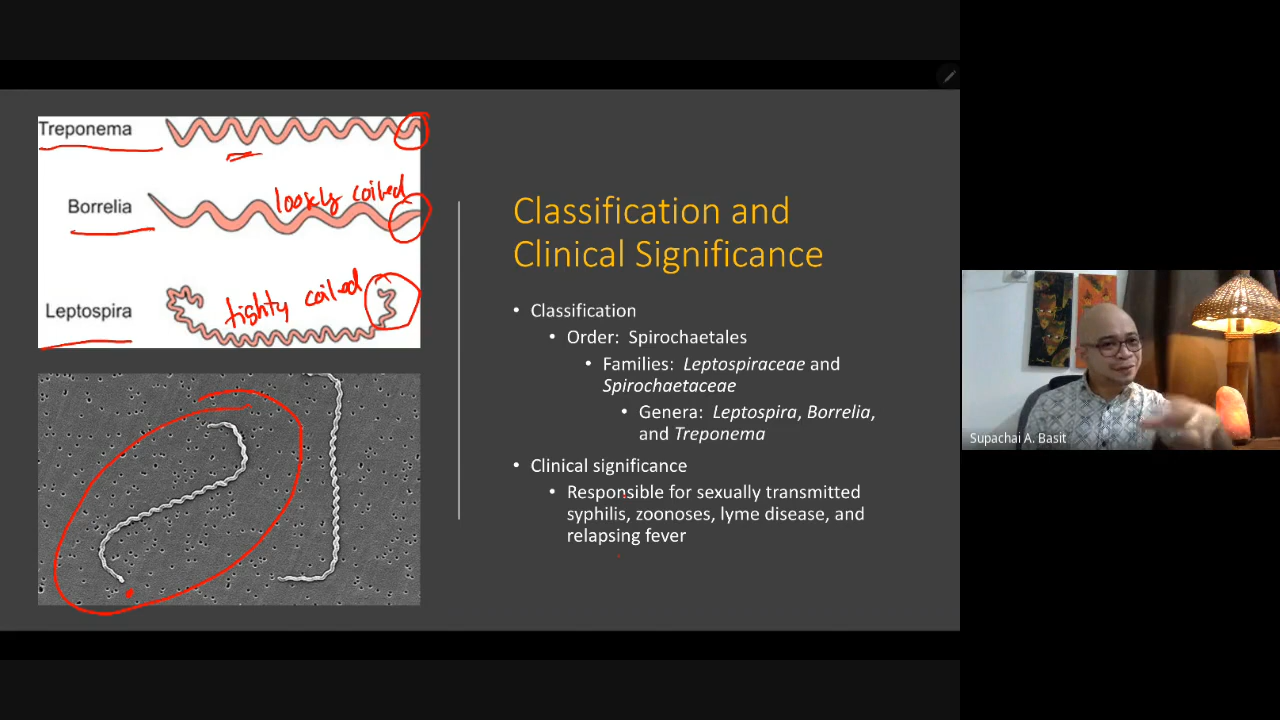 Treponema
Borrelia
loosly coiled
Leptospira
tightly coiled
Classification and
Clinical Significance
• Classification
• Order: Spirochaetales
• Families: Leptospiraceae and
Spirochaetaceae
• Genera: Leptospira, Borrelia,
and Treponema
• Clinical significance
• Responsible for sexually transmitted
syphilis, zoonoses, lyme disease, and
relapsing fever
Supachai A. Basit